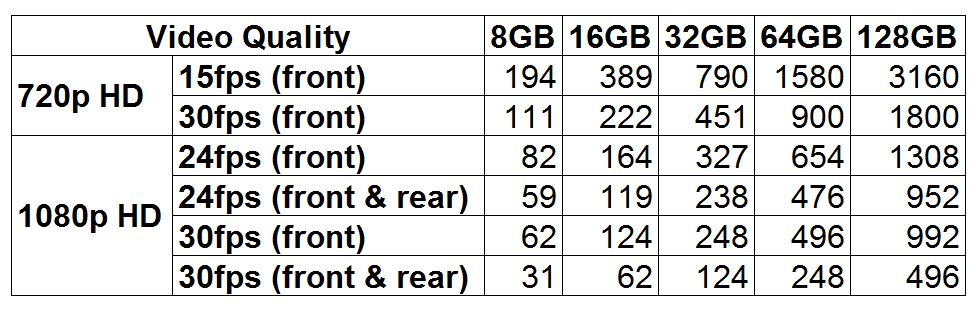 Video Quality 8GB 16GB 32GB 64GB 128GB
720p HD 15fps (front) 194 389 790 1580 3160
30fps (front) 111 222 451 900 1800
1080p HD 24fps (front) 82 164 327 654 1308
24fps (front & rear) 59 119 238 476 952
30fps (front) 62 124 248 496 992
30fps (front & rear) 31 62 124 248 496